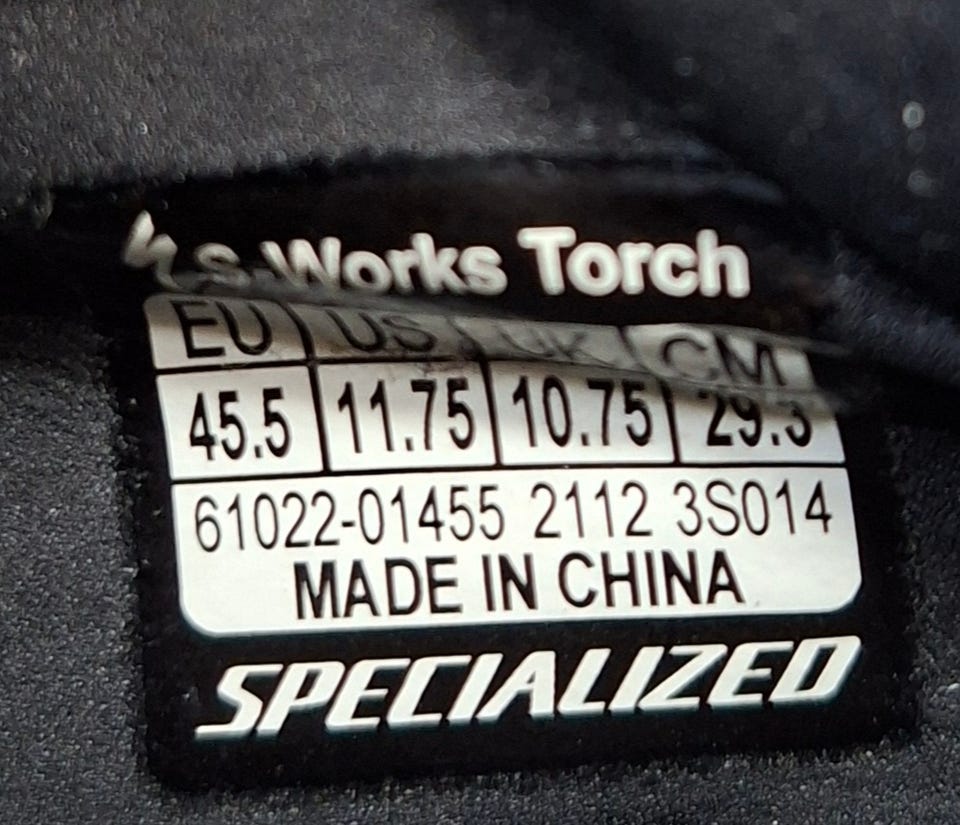 s-Works Torch
EU US UK CM
45.5 11.75 10.75 29.3
61022-01455 2112 3S014
MADE IN CHINA
SPECIALIZED